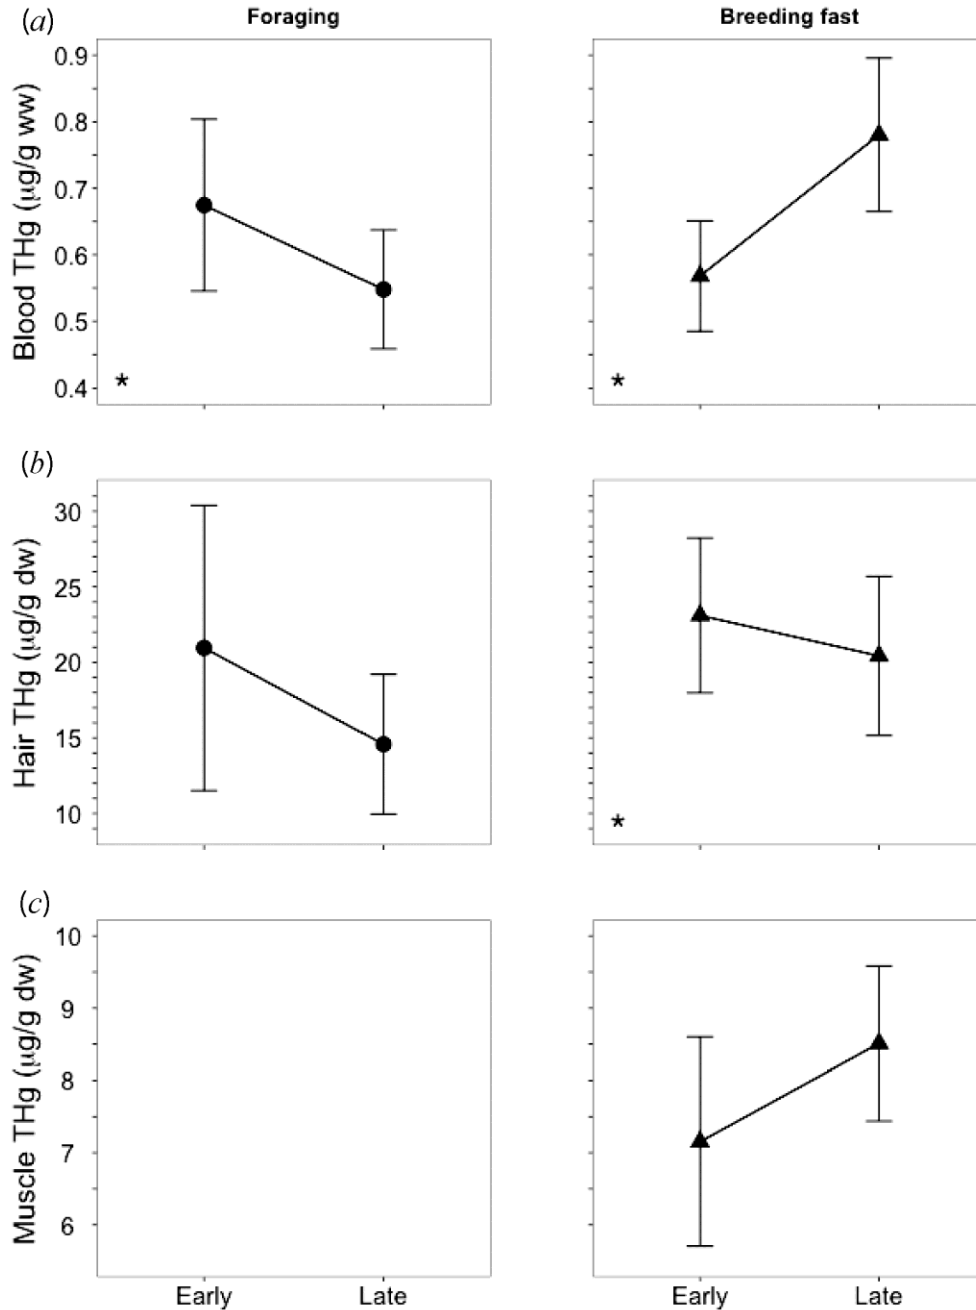 (a)
Foraging
Breeding fast
Blood THg (μg/g ww)
0.9
0.8
0.7
0.6
0.5
0.4
*
*
(b)
Hair THg (μg/g dw)
30
25
20
15
10
*
(c)
Muscle THg (μg/g dw)
10
9
8
7
6
Early
Late
Early
Late